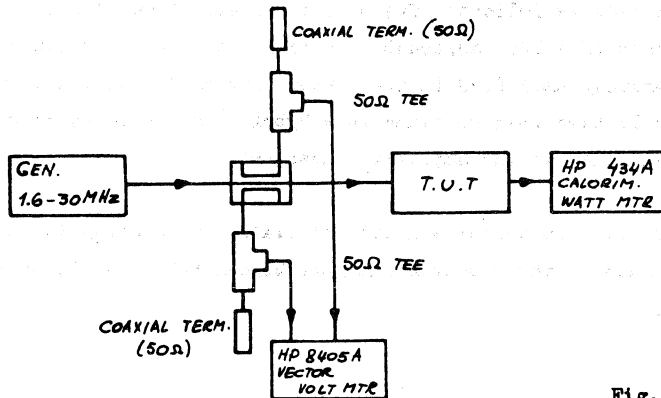 COAXIAL TERM. (50Ω)
50Ω TEE
GEN.
1.6-30MHz
T.U.T
HP 434A
CALORIM.
WATT MTR
50Ω TEE
COAXIAL TERM.
(50Ω)
HP 8405A
VECTOR
VOLT MTR
Fig.